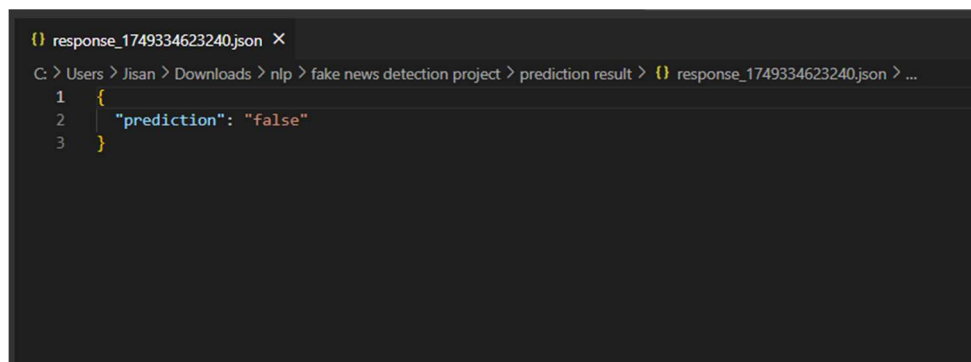 {} response_1749334623240.json ×
C: > Users > Jisan > Downloads > nlp > fake news detection project > prediction result > {} response_1749334623240.json > ...
1 {
2 "prediction": "false"
3 }